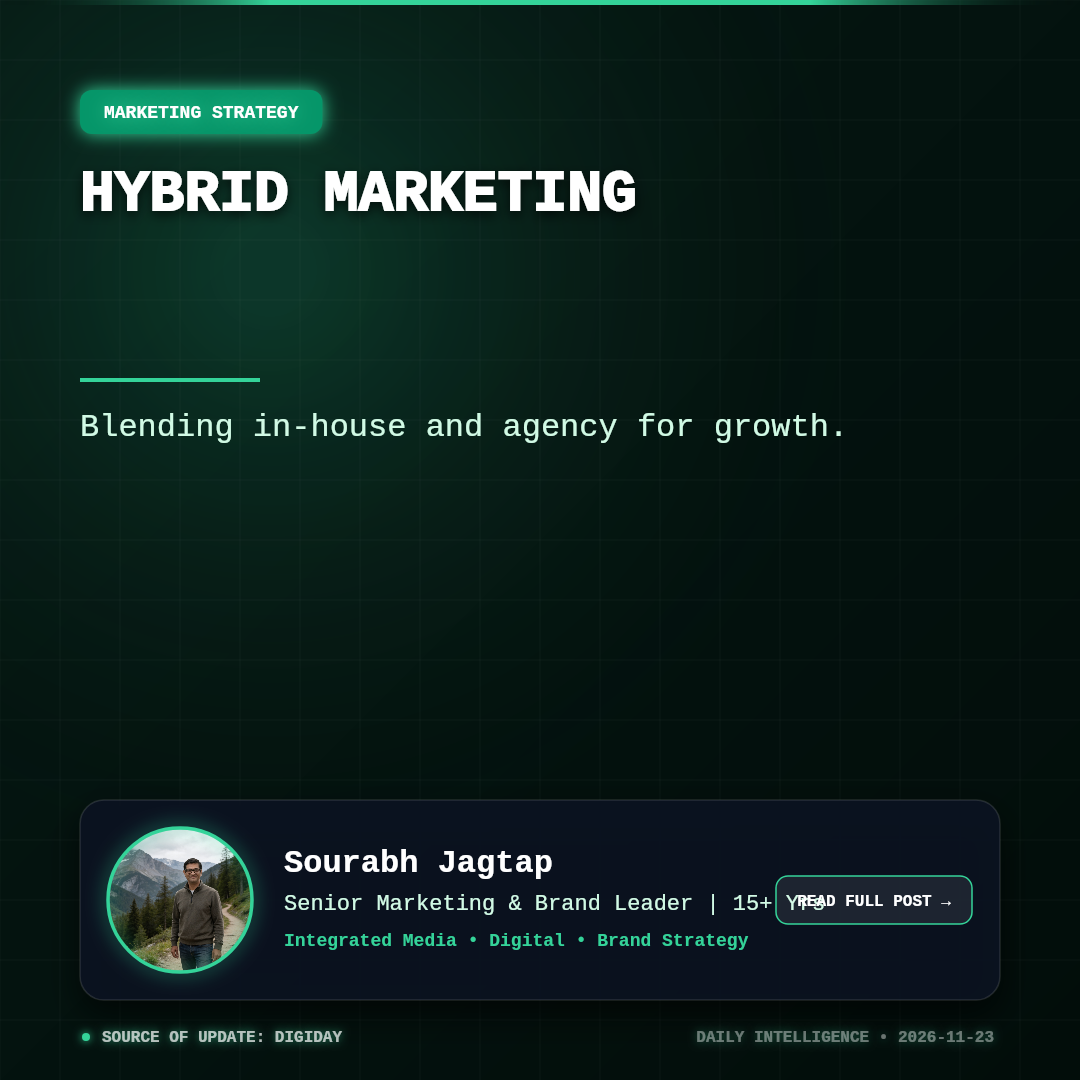 MARKETING STRATEGY
HYBRID MARKETING
Blending in-house and agency for growth.
Sourabh Jagtap
Senior Marketing & Brand Leader | 15+ Yrs
READ FULL POST →
Integrated Media • Digital • Brand Strategy
SOURCE OF UPDATE: DIGIDAY
DAILY INTELLIGENCE • 2026-11-23